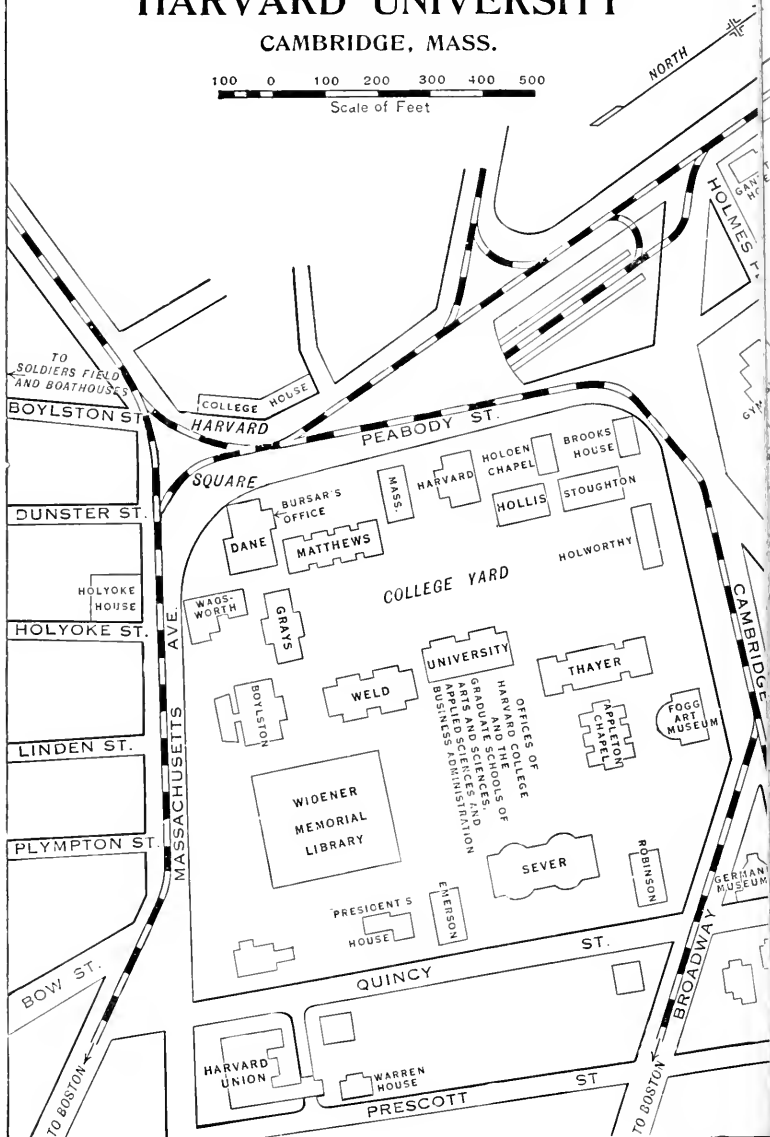 HARVARD UNIVERSITY
CAMBRIDGE, MASS.
100 0 100 200 300 400 500
Scale of Feet
NORTH
HOLMES
TO
SOLDIERS FIELD
AND BOATHOUSES
BOYLSTON ST.
COLLEGE HOUSE
HARVARD
SQUARE
PEABODY ST.
DUNSTER ST.
BURSAR'S
OFFICE
DANE
MATTHEWS
MASS.
HARVARD
HOLDEN
CHAPEL
BROOKS
HOUSE
HOLLIS
STOUGHTON
HOLWORTHY
COLLEGE YARD
HOLYOKE
HOUSE
HOLYOKE ST.
WADS-
WORTH
GRAYS
MASSACHUSETTS AVE.
CAMBRIDGE
BOYLSTON
WELD
UNIVERSITY
THAYER
OFFICES OF
HARVARD COLLEGE
AND THE
GRADUATE SCHOOLS OF
ARTS AND SCIENCES,
APPLIED SCIENCES AND
BUSINESS ADMINISTRATION
APPLETON
CHAPEL
FOGG
ART
MUSEUM
LINDEN ST.
WIDENER
MEMORIAL
LIBRARY
PLYMPTON ST.
SEVER
ROBINSON
GERMANIC
MUSEUM
PRESIDENT'S
HOUSE
EMERSON
BOW ST.
QUINCY ST.
BROADWAY
HARVARD
UNION
WARREN
HOUSE
PRESCOTT ST
TO BOSTON
TO BOSTON